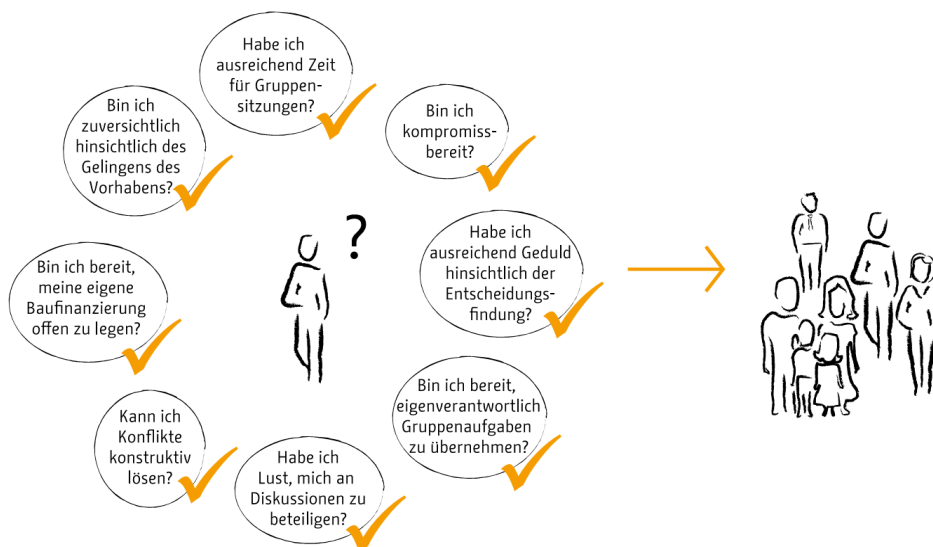 Habe ich
ausreichend Zeit
für Gruppen-
sitzungen?
Bin ich
kompromiss-
bereit?
Habe ich
ausreichend Geduld
hinsichtlich der
Entscheidungs-
findung?
Bin ich bereit,
eigenverantwortlich
Gruppenaufgaben
zu übernehmen?
Habe ich
Lust, mich an
Diskussionen zu
beteiligen?
Kann ich
Konflikte
konstruktiv
lösen?
Bin ich bereit,
meine eigene
Baufinanzierung
offen zu legen?
Bin ich
zuversichtlich
hinsichtlich des
Gelingens des
Vorhabens?
?